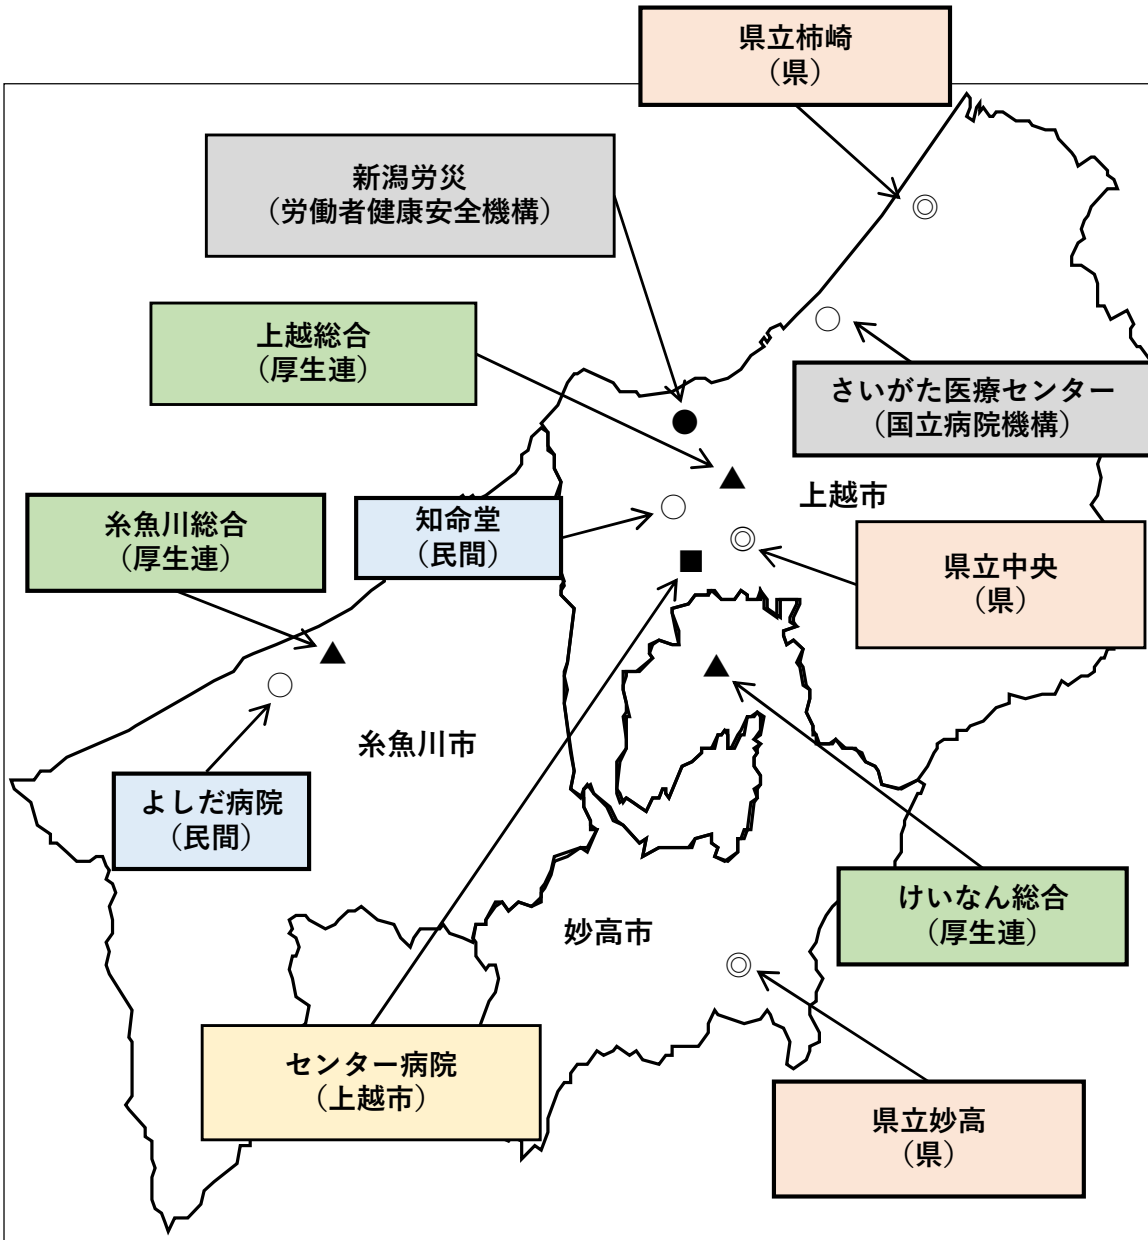 県立柿崎
（県）
新潟労災
（労働者健康安全機構）
上越総合
（厚生連）
さいがた医療センター
（国立病院機構）
上越市
糸魚川総合
（厚生連）
知命堂
（民間）
県立中央
（県）
糸魚川市
よしだ病院
（民間）
けいなん総合
（厚生連）
妙高市
センター病院
（上越市）
県立妙高
（県）